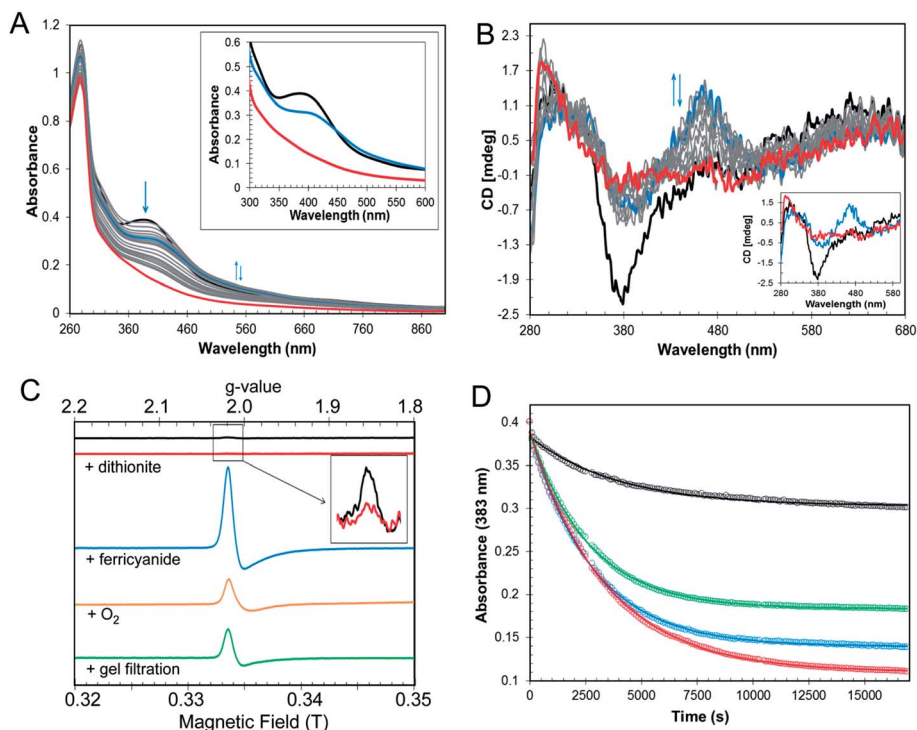 A
1.2
1
0.8
0.6
0.4
0.2
0
Absorbance
260 360 460 560 660 760 860
Wavelength (nm)
0.6
0.5
0.4
0.3
0.2
0.1
0
Absorbance
300 350 400 450 500 550 600
Wavelength (nm)
B
2.3
1.7
1.1
0.5
-0.1
-0.7
-1.3
-1.9
-2.5
CD [mdeg]
280 380 480 580 680
Wavelength (nm)
1.5
0.5
-0.5
-1.5
-2.5
CD [mdeg]
280 380 480 580
Wavelength (nm)
C
g-value
2.2 2.1 2.0 1.9 1.8
+ dithionite
+ ferricyanide
+ O2
+ gel filtration
0.32 0.33 0.34 0.35
Magnetic Field (T)
D
0.4
0.35
0.3
0.25
0.2
0.15
0.1
Absorbance (383 nm)
0 2500 5000 7500 10000 12500 15000
Time (s)